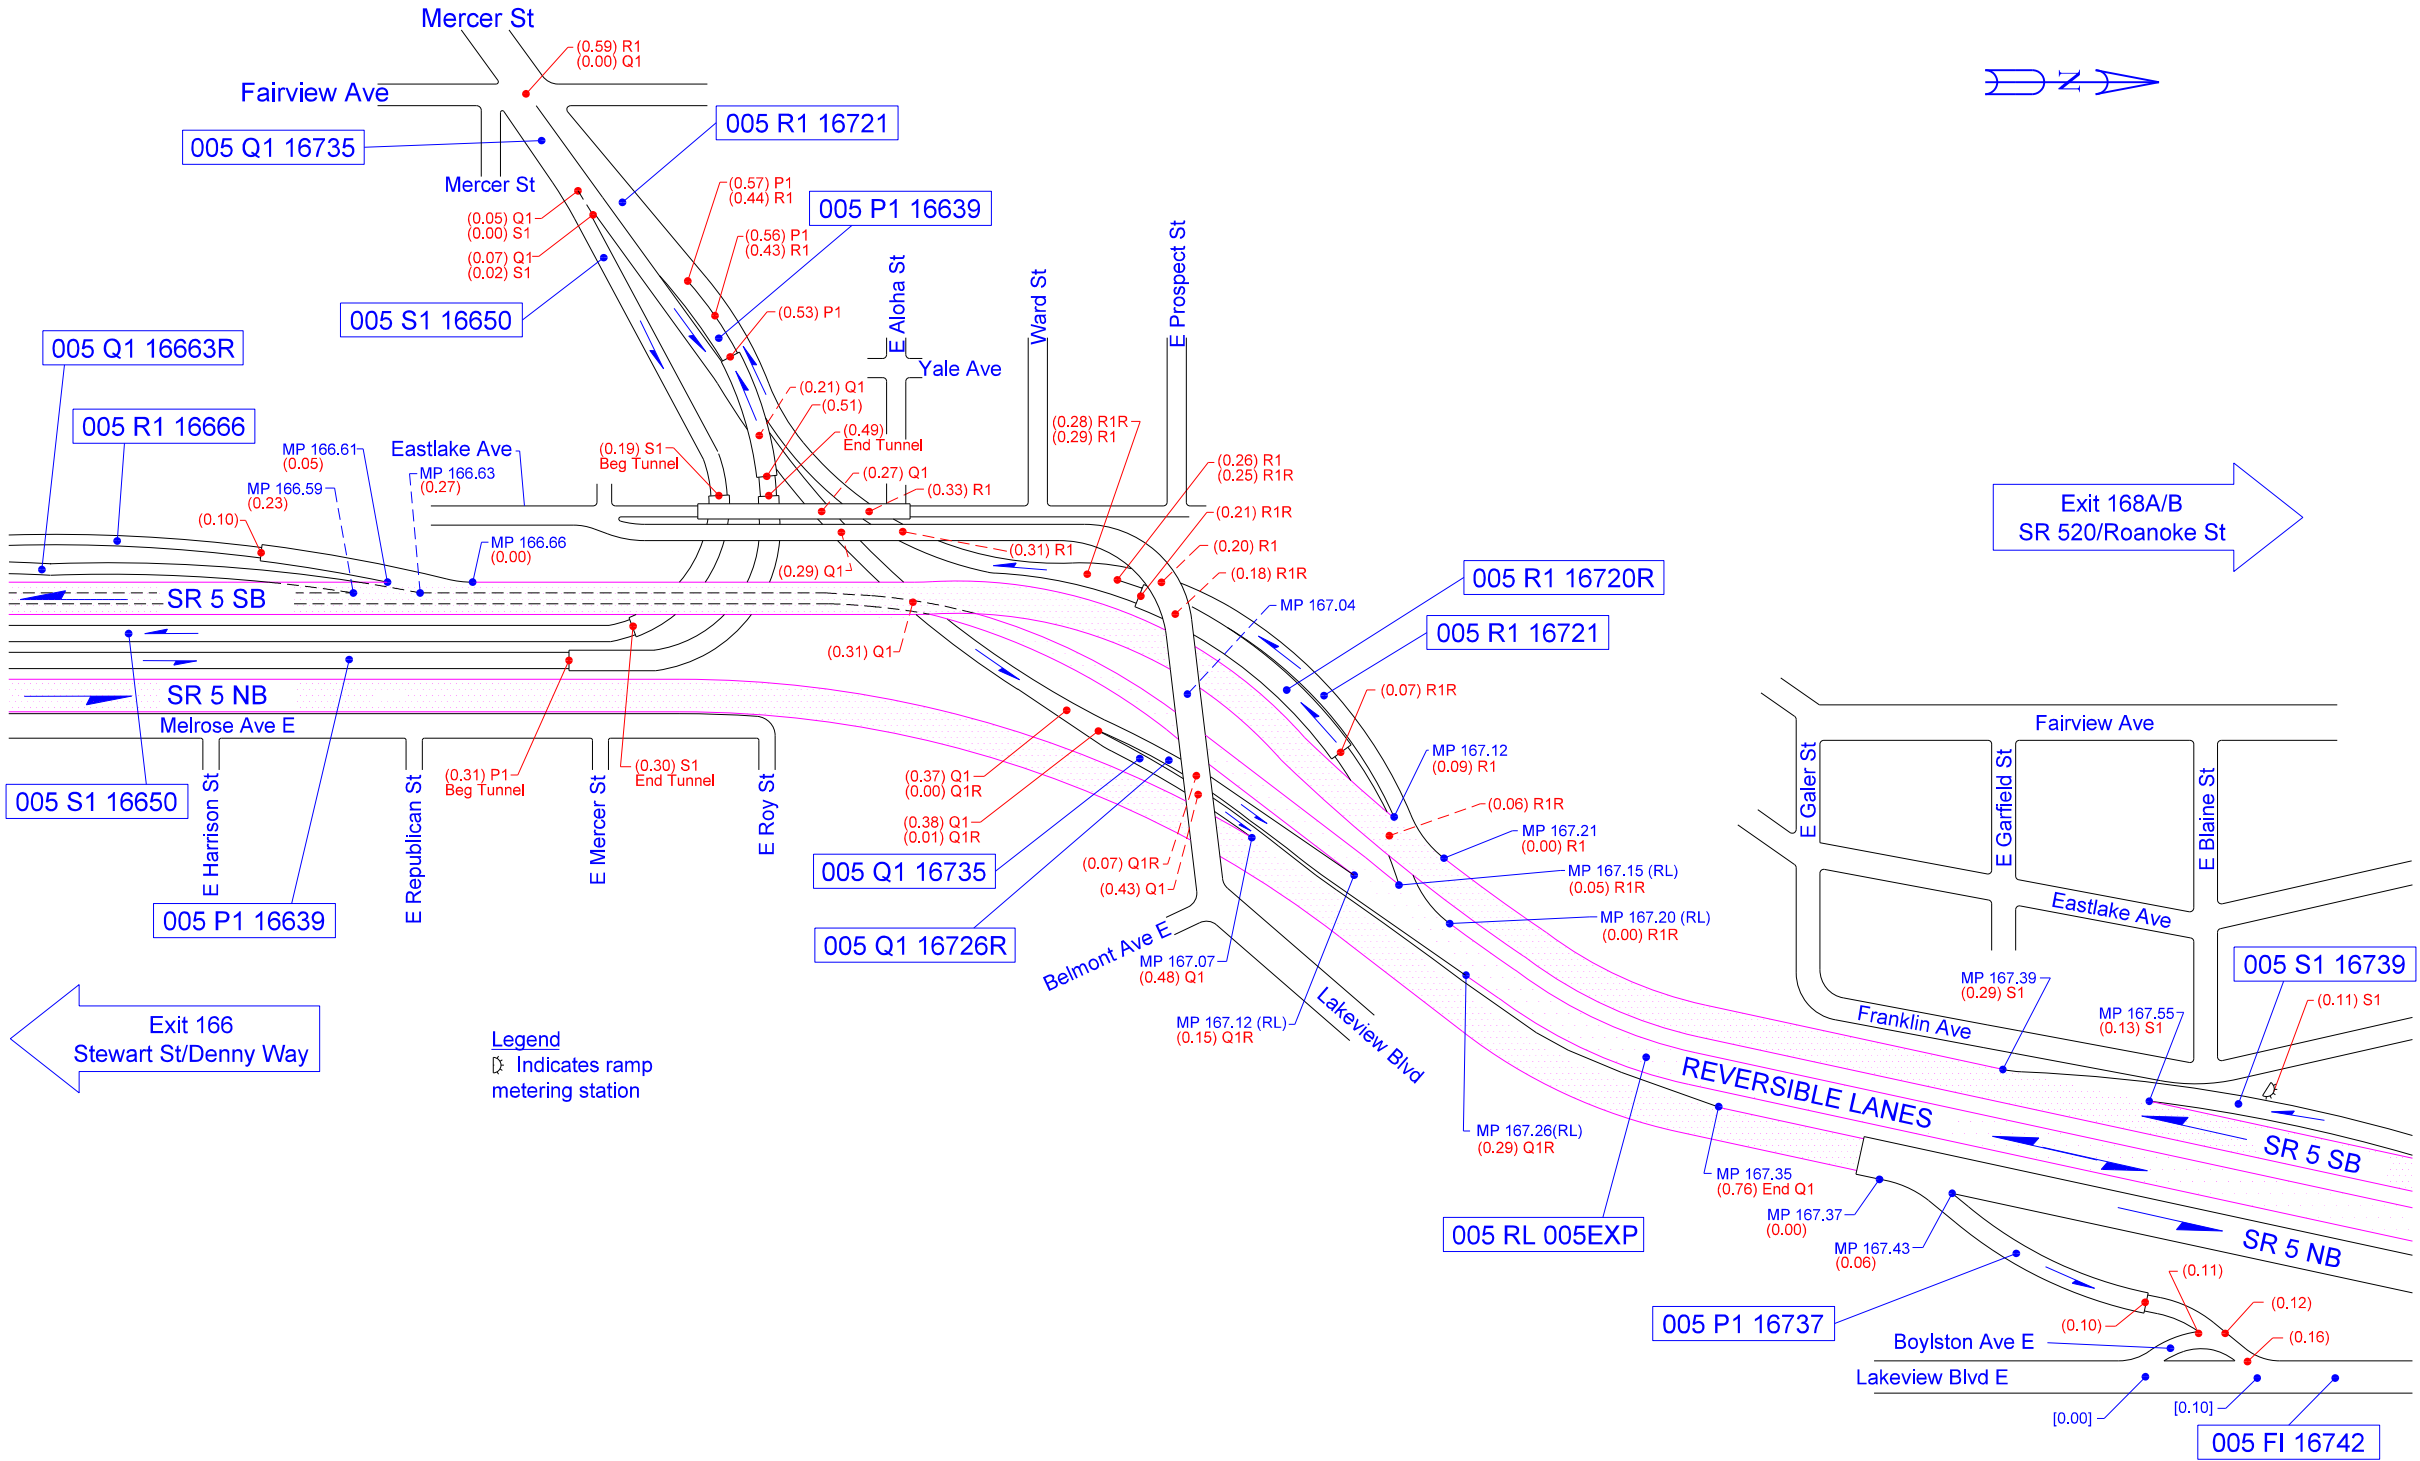 Mercer St
(0.59) R1
(0.00) Q1
Fairview Ave
N
005 R1 16721
005 Q1 16735
Mercer St
(0.57) P1
(0.44) R1
005 P1 16639
(0.05) Q1
(0.00) S1
(0.56) P1
(0.43) R1
(0.07) Q1
(0.02) S1
E Aloha St
Ward St
E Prospect St
005 S1 16650
(0.53) P1
005 Q1 16663R
Yale Ave
(0.21) Q1
(0.51)
005 R1 16666
MP 166.61
(0.05)
Eastlake Ave
MP 166.63
(0.27)
MP 166.59
(0.23)
(0.19) S1
Beg Tunnel
(0.49)
End Tunnel
(0.28) R1R
(0.29) R1
(0.27) Q1
(0.33) R1
(0.26) R1
(0.25) R1R
(0.21) R1R
(0.10)
MP 166.66
(0.00)
(0.31) R1
(0.20) R1
(0.29) Q1
(0.18) R1R
Exit 168A/B
SR 520/Roanoke St
005 R1 16720R
MP 167.04
005 R1 16721
SR 5 SB
(0.31) Q1
SR 5 NB
(0.07) R1R
Melrose Ave E
Fairview Ave
MP 167.12
(0.09) R1
(0.31) P1
Beg Tunnel
(0.30) S1
End Tunnel
(0.37) Q1
(0.00) Q1R
(0.38) Q1
(0.01) Q1R
(0.06) R1R
MP 167.21
(0.00) R1
005 S1 16650
E Harrison St
E Republican St
E Mercer St
E Roy St
E Galer St
E Garfield St
E Blaine St
005 Q1 16735
(0.07) Q1R
(0.43) Q1
MP 167.15 (RL)
(0.05) R1R
MP 167.20 (RL)
(0.00) R1R
005 P1 16639
005 Q1 16726R
Belmont Ave E
MP 167.07
(0.48) Q1
Eastlake Ave
005 S1 16739
MP 167.39
(0.29) S1
(0.11) S1
MP 167.55
(0.13) S1
Franklin Ave
Exit 166
Stewart St/Denny Way
Legend
Indicates ramp
metering station
MP 167.12 (RL)
(0.15) Q1R
Lakeview Blvd
REVERSIBLE LANES
MP 167.26(RL)
(0.29) Q1R
SR 5 SB
MP 167.35
(0.76) End Q1
MP 167.37
(0.00)
005 RL 005EXP
MP 167.43
(0.06)
SR 5 NB
(0.11)
(0.12)
005 P1 16737
(0.10)
(0.16)
Boylston Ave E
Lakeview Blvd E
[0.00]
[0.10]
005 FI 16742